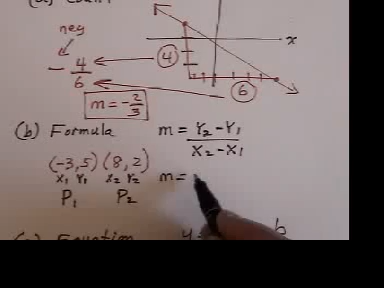 (a) Count
neg
- 4/6
4
6
x
m = -2/3
(b) Formula m = Y2 - Y1 / X2 - X1
(-3, 5) (8, 2)
X1 Y1 X2 Y2 m =
P1 P2